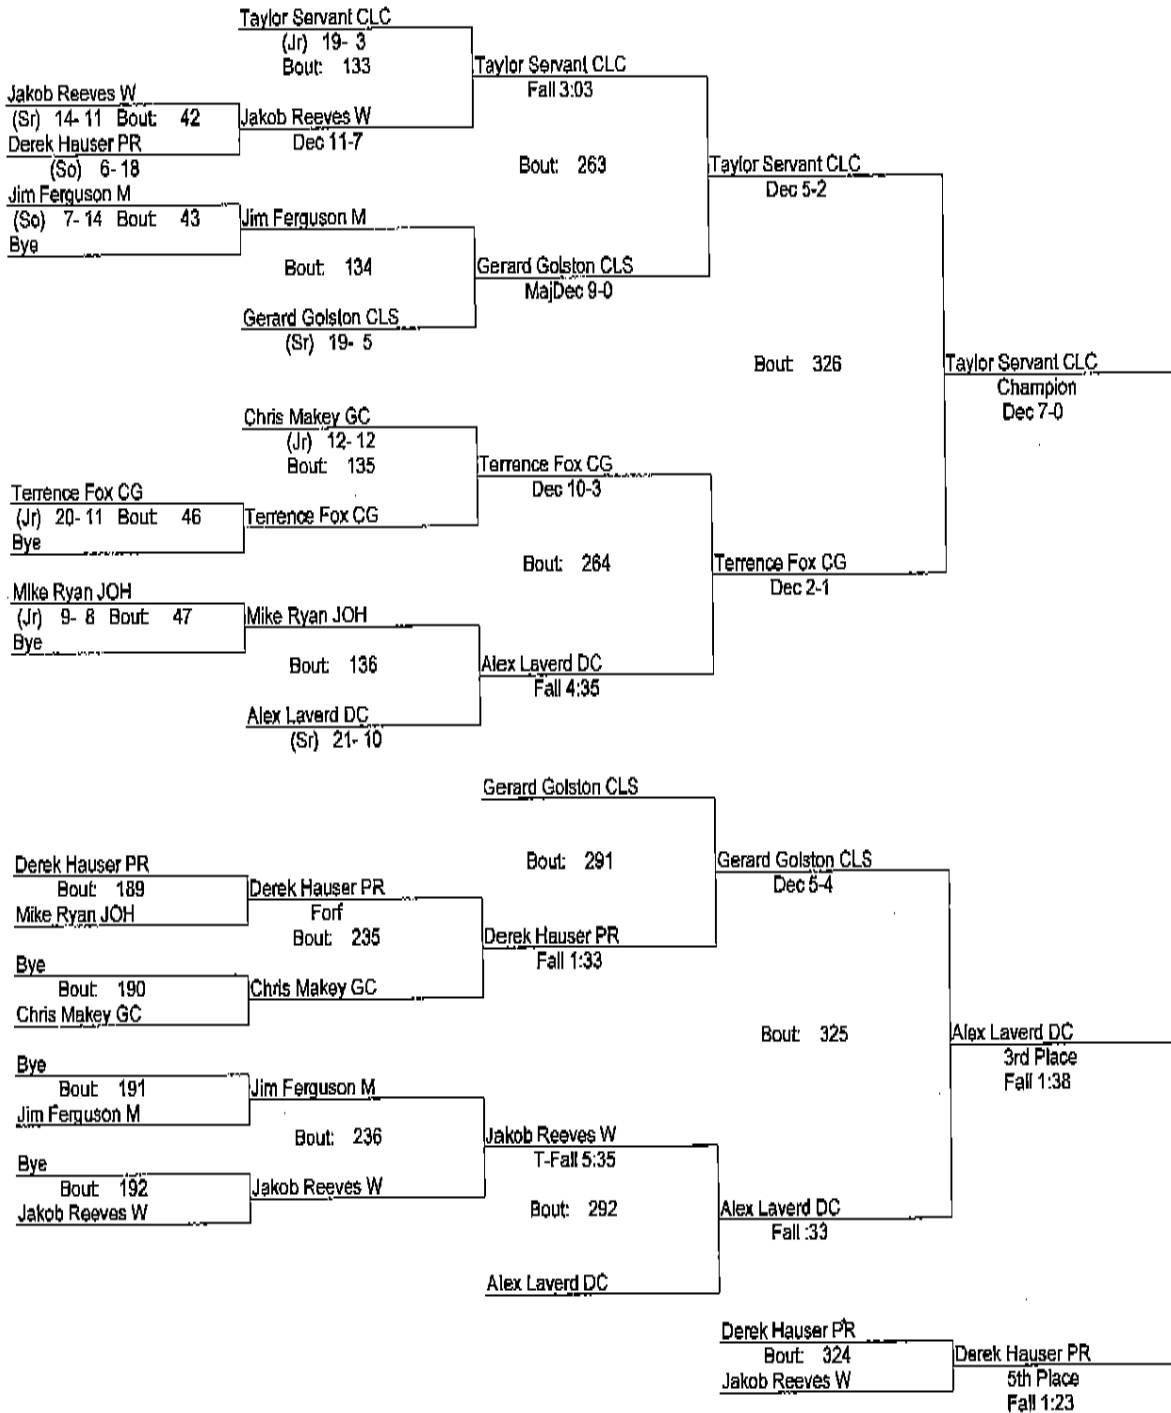 Taylor Servant CLC
(Jr) 19- 3
Bout: 133
Taylor Servant CLC
Fall 3:03
Jakob Reeves W
(Sr) 14- 11 Bout: 42
Jakob Reeves W
Dec 11-7
Derek Hauser PR
(So) 6- 18
Bout: 263
Taylor Servant CLC
Dec 5-2
Jim Ferguson M
(So) 7- 14 Bout: 43
Jim Ferguson M
Bye
Bout: 134
Gerard Golston CLS
MajDec 9-0
Gerard Golston CLS
(Sr) 19- 5
Bout: 326
Taylor Servant CLC
Champion
Dec 7-0
Chris Makey GC
(Jr) 12- 12
Bout: 135
Terrence Fox CG
Dec 10-3
Terrence Fox CG
(Jr) 20- 11 Bout: 46
Terrence Fox CG
Bye
Bout: 264
Terrence Fox CG
Dec 2-1
Mike Ryan JOH
(Jr) 9- 8 Bout: 47
Mike Ryan JOH
Bye
Bout: 136
Alex Laverd DC
Fall 4:35
Alex Laverd DC
(Sr) 21- 10
Gerard Golston CLS
Bout: 291
Gerard Golston CLS
Dec 5-4
Derek Hauser PR
Bout: 189
Derek Hauser PR
Forf
Mike Ryan JOH
Bout: 235
Derek Hauser PR
Fall 1:33
Bye
Bout: 190
Chris Makey GC
Chris Makey GC
Bout: 325
Alex Laverd DC
3rd Place
Fall 1:38
Bye
Bout: 191
Jim Ferguson M
Jim Ferguson M
Bout: 236
Jakob Reeves W
T-Fall 5:35
Bye
Bout: 192
Jakob Reeves W
Jakob Reeves W
Bout: 292
Alex Laverd DC
Fall :33
Alex Laverd DC
Derek Hauser PR
Bout: 324
Derek Hauser PR
5th Place
Fall 1:23
Jakob Reeves W